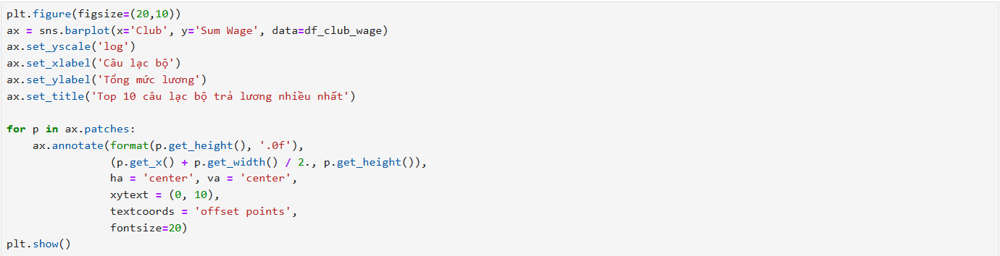 plt.figure(figsize=(20,10))
ax = sns.barplot(x='Club', y='Sum Wage', data=df_club_wage)
ax.set_yscale('log')
ax.set_xlabel('Câu lạc bộ')
ax.set_ylabel('Tổng mức lương')
ax.set_title('Top 10 câu lạc bộ trả lương nhiều nhất')

for p in ax.patches:
    ax.annotate(format(p.get_height(), '.0f'),
                (p.get_x() + p.get_width() / 2., p.get_height()),
                ha = 'center', va = 'center',
                xytext = (0, 10),
                textcoords = 'offset points',
                fontsize=20)
plt.show()